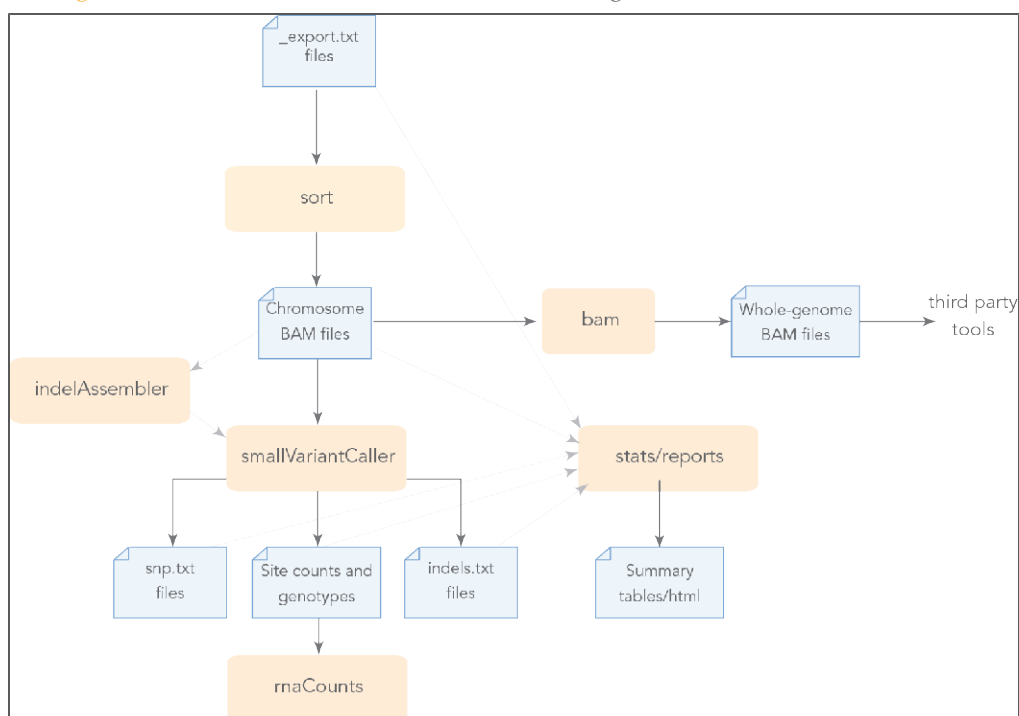 _export.txt
files
sort
Chromosome
BAM files
bam
Whole-genome
BAM files
third party
tools
indelAssembler
smallVariantCaller
stats/reports
snp.txt
files
Site counts and
genotypes
indels.txt
files
Summary
tables/html
rnaCounts